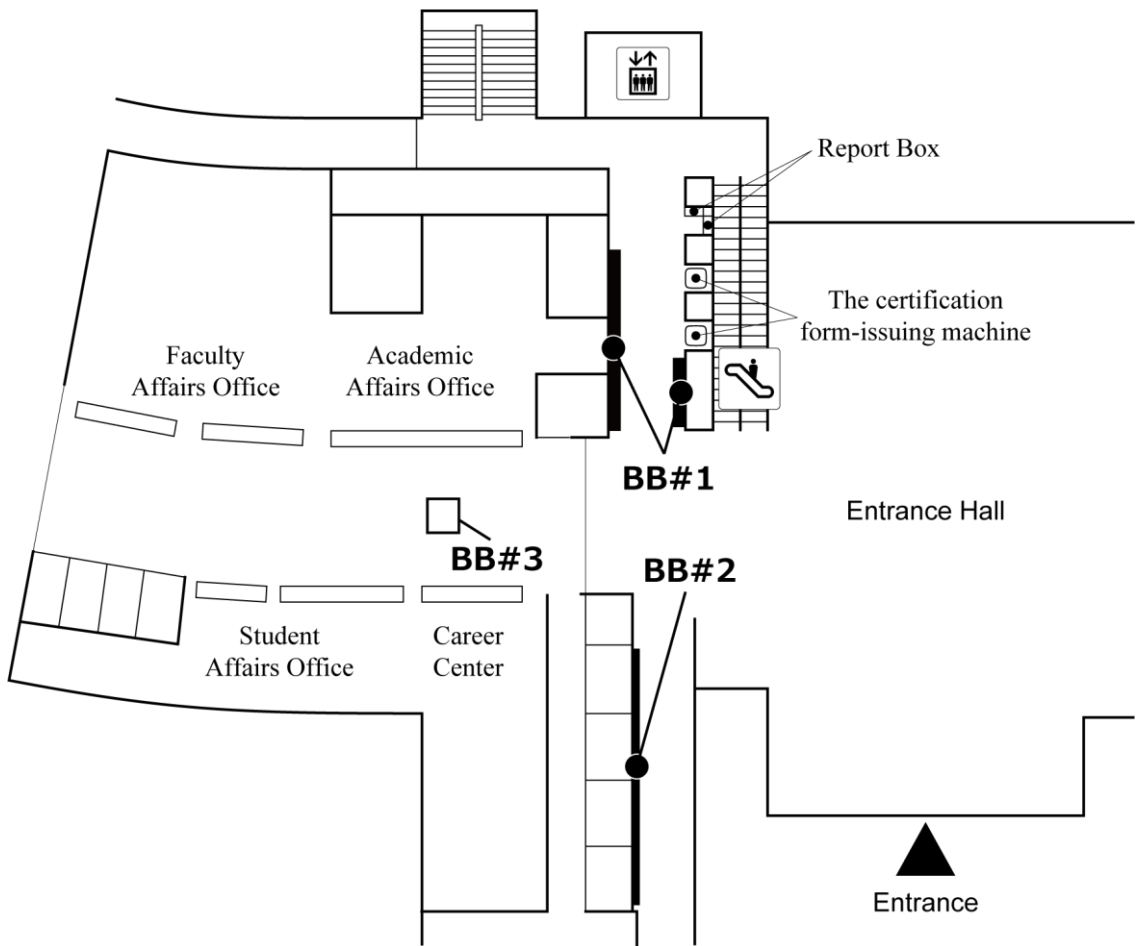 Report Box
The certification
form-issuing machine
Faculty
Affairs Office
Academic
Affairs Office
BB#1
Entrance Hall
BB#3
BB#2
Student
Affairs Office
Career
Center
Entrance